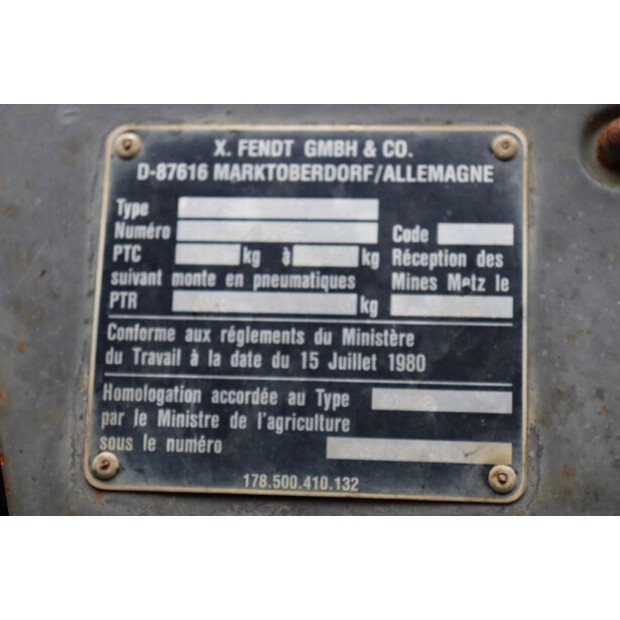 X. FENDT GMBH & CO.
D-87616 MARKTOBERDORF/ALLEMAGNE
Type
Numéro Code
PTC kg à kg Réception des
suivant monte en pneumatiques Mines Metz le
PTR kg
Conforme aux réglements du Ministère
du Travail à la date du 15 Juillet 1980
Homologation accordée au Type
par le Ministre de l'agriculture
sous le numéro
178.500.410.132